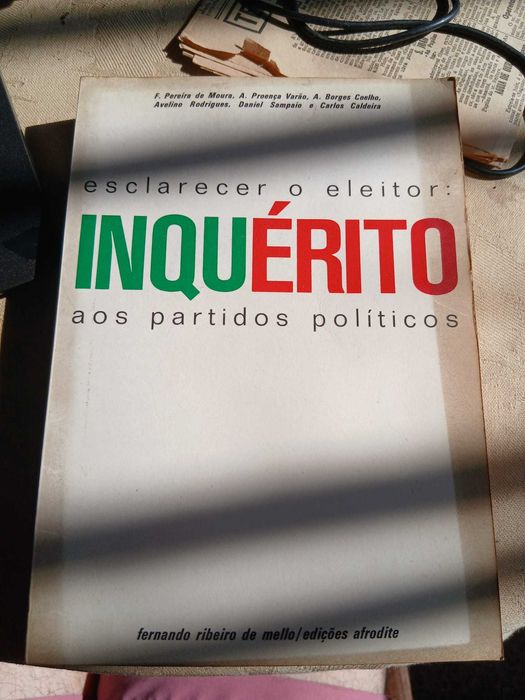 F. Pereira de Moura, A. Proença Varão, A. Borges Coelho,
Avelino Rodrigues, Daniel Sampaio e Carlos Caldeira
esclarecer o eleitor:
INQUÉRITO
aos partidos políticos
fernando ribeiro de mello/edições afrodite